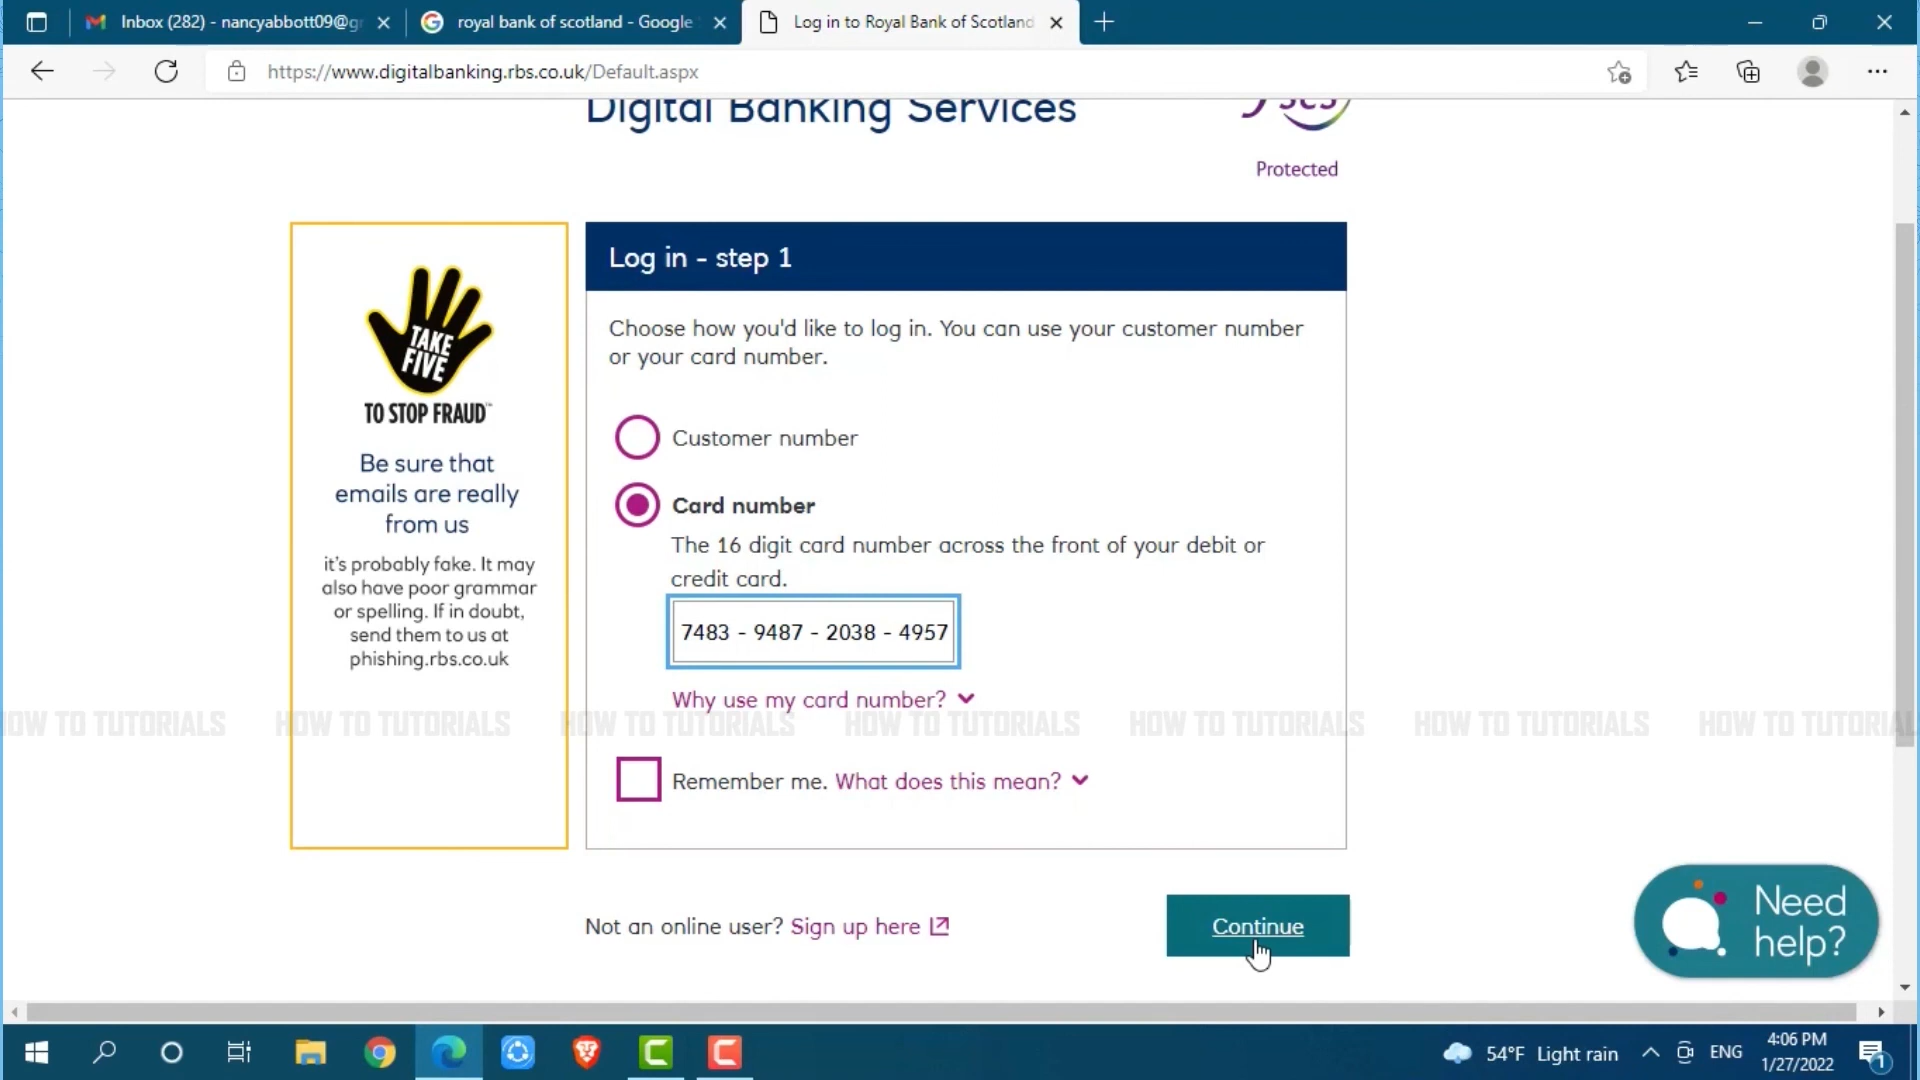 Inbox (282) - nancyabbott09@g
royal bank of scotland - Google
Log in to Royal Bank of Scotland
https://www.digitalbanking.rbs.co.uk/Default.aspx
Digital Banking Services
Protected
TAKE
FIVE
TO STOP FRAUD™
Be sure that
emails are really
from us
it's probably fake. It may
also have poor grammar
or spelling. If in doubt,
send them to us at
phishing.rbs.co.uk
Log in - step 1
Choose how you'd like to log in. You can use your customer number
or your card number.
Customer number
Card number
The 16 digit card number across the front of your debit or
credit card.
7483 - 9487 - 2038 - 4957
Why use my card number?
OW TO TUTORIALS HOW TO TUTORIALS HOW TO TUTORIALS HOW TO TUTORIALS HOW TO TUTORIALS HOW TO TUTORIALS HOW TO TUTORIAL
Remember me. What does this mean?
Not an online user? Sign up here
Continue
Need
help?
54°F Light rain
ENG
4:06 PM
1/27/2022
1